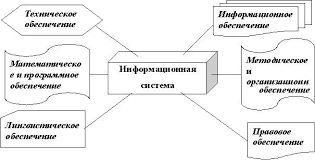 Техническое
обеспечение
Информационное
обеспечение
Математическо
е и программное
обеспечение
Информационная
система
Методическое
и
организационн
обеспечение
Лингвистическое
обеспечение
Правовое
обеспечение